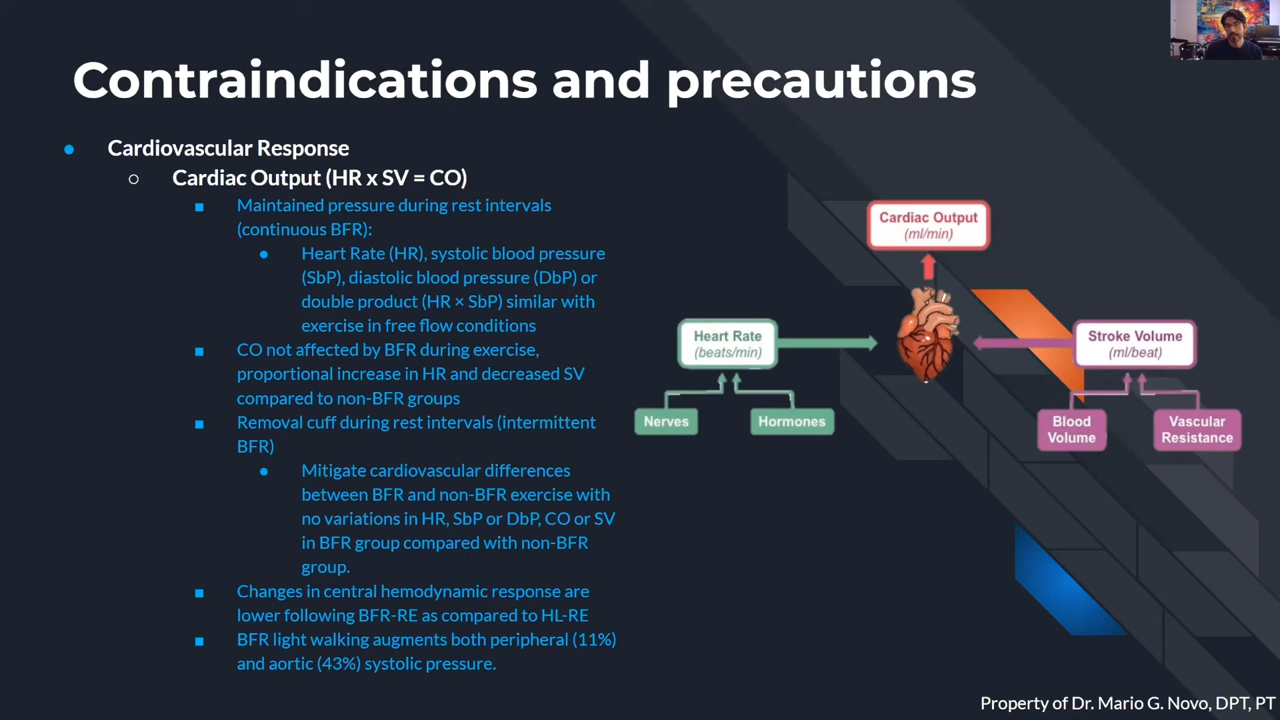 Contraindications and precautions
Cardiovascular Response
Cardiac Output (HR x SV = CO)
Maintained pressure during rest intervals
(continuous BFR):
Heart Rate (HR), systolic blood pressure
(SbP), diastolic blood pressure (DbP) or
double product (HR × SbP) similar with
exercise in free flow conditions
CO not affected by BFR during exercise,
proportional increase in HR and decreased SV
compared to non-BFR groups
Removal cuff during rest intervals (intermittent
BFR)
Mitigate cardiovascular differences
between BFR and non-BFR exercise with
no variations in HR, SbP or DbP, CO or SV
in BFR group compared with non-BFR
group.
Changes in central hemodynamic response are
lower following BFR-RE as compared to HL-RE
BFR light walking augments both peripheral (11%)
and aortic (43%) systolic pressure.
Cardiac Output
(ml/min)
Heart Rate
(beats/min)
Stroke Volume
(ml/beat)
Nerves
Hormones
Blood
Volume
Vascular
Resistance
Property of Dr. Mario G. Novo, DPT, PT